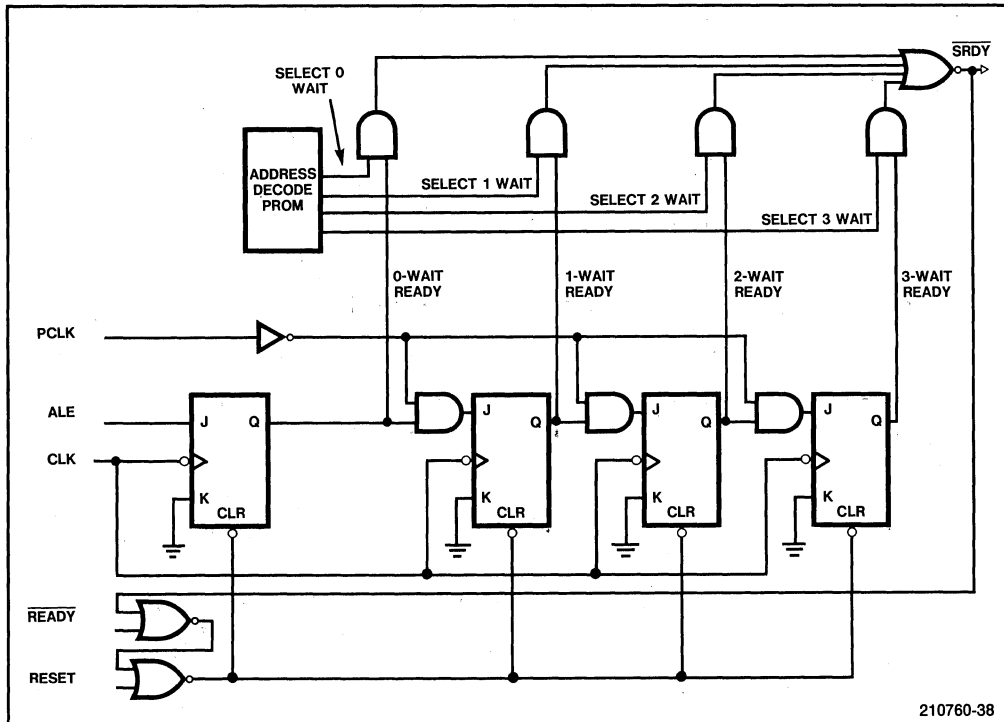 SRDY
SELECT 0
WAIT
ADDRESS
DECODE
PROM
SELECT 1 WAIT
SELECT 2 WAIT
SELECT 3 WAIT
0-WAIT
READY
1-WAIT
READY
2-WAIT
READY
3-WAIT
READY
PCLK
ALE
CLK
J
Q
K
CLR
J
Q
K
CLR
J
Q
K
CLR
J
Q
K
CLR
READY
RESET
210760-38